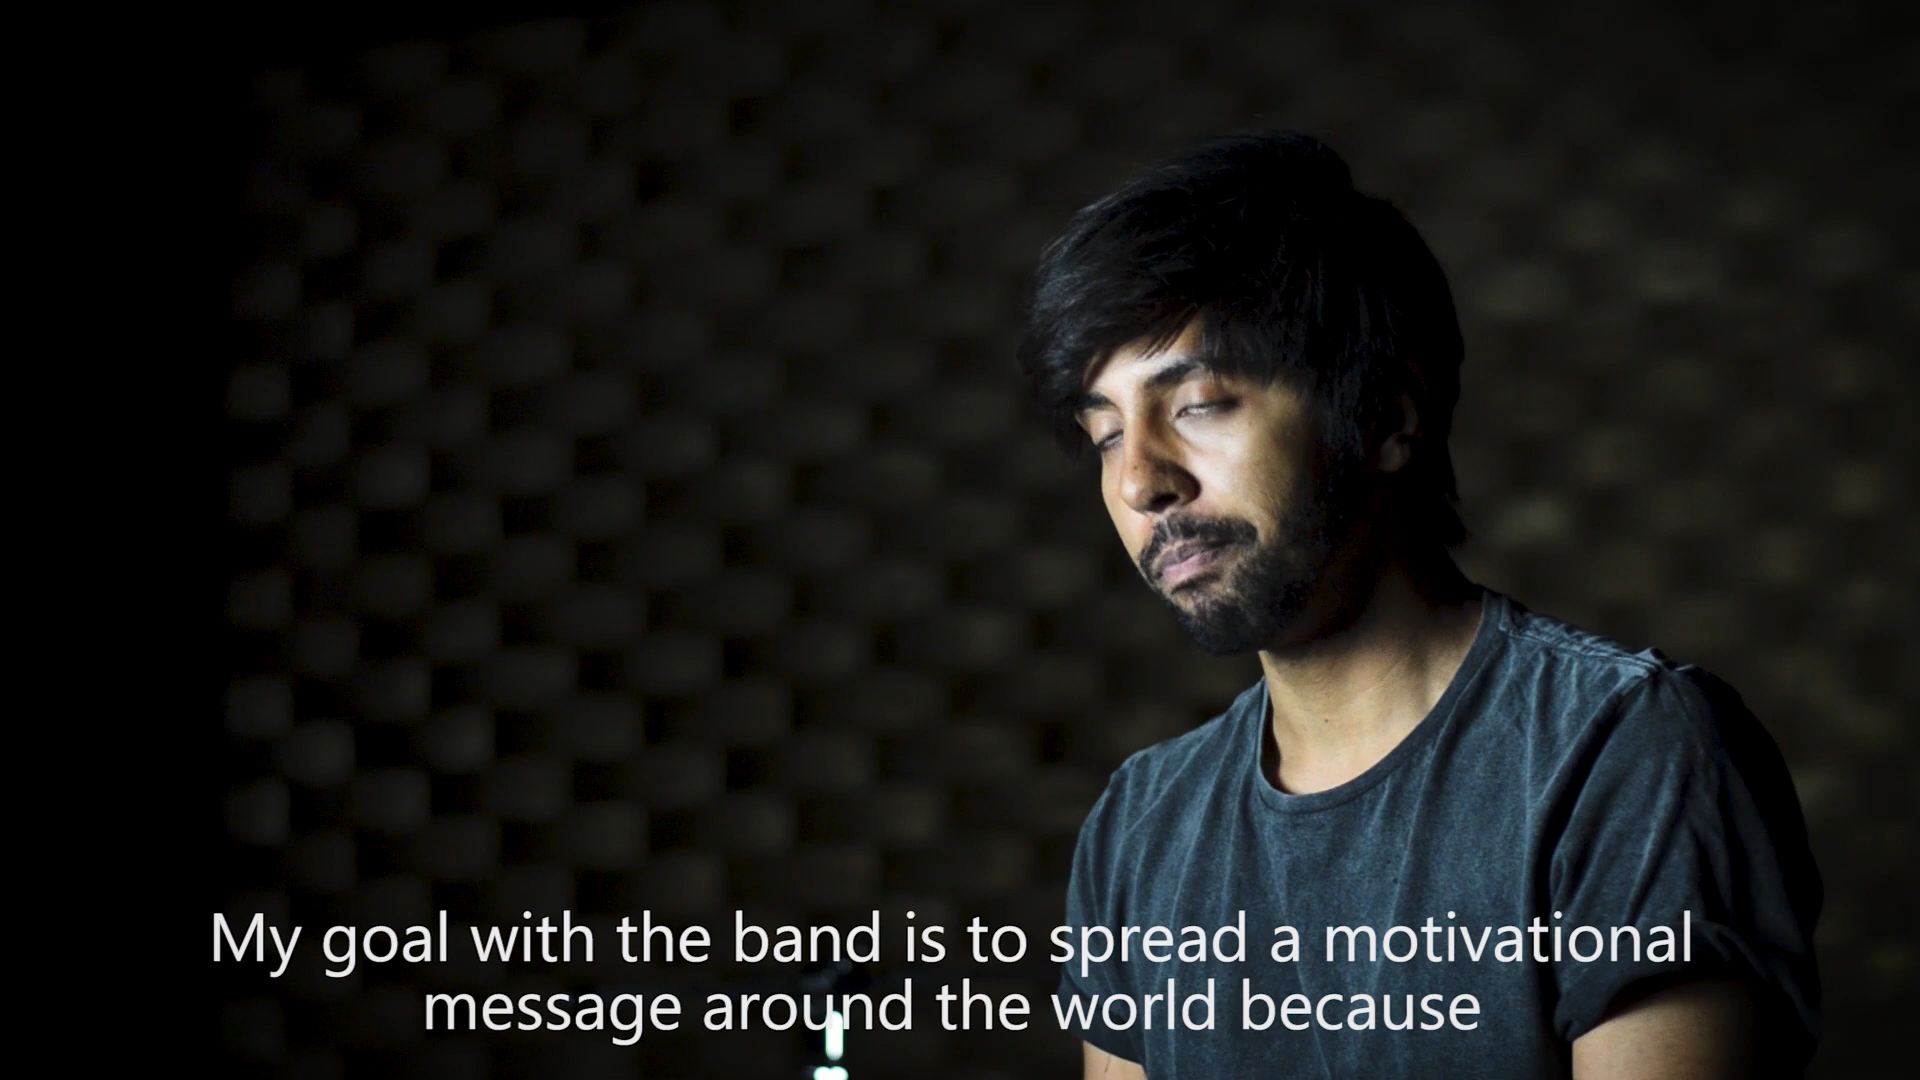 My goal with the band is to spread a motivational
message around the world because